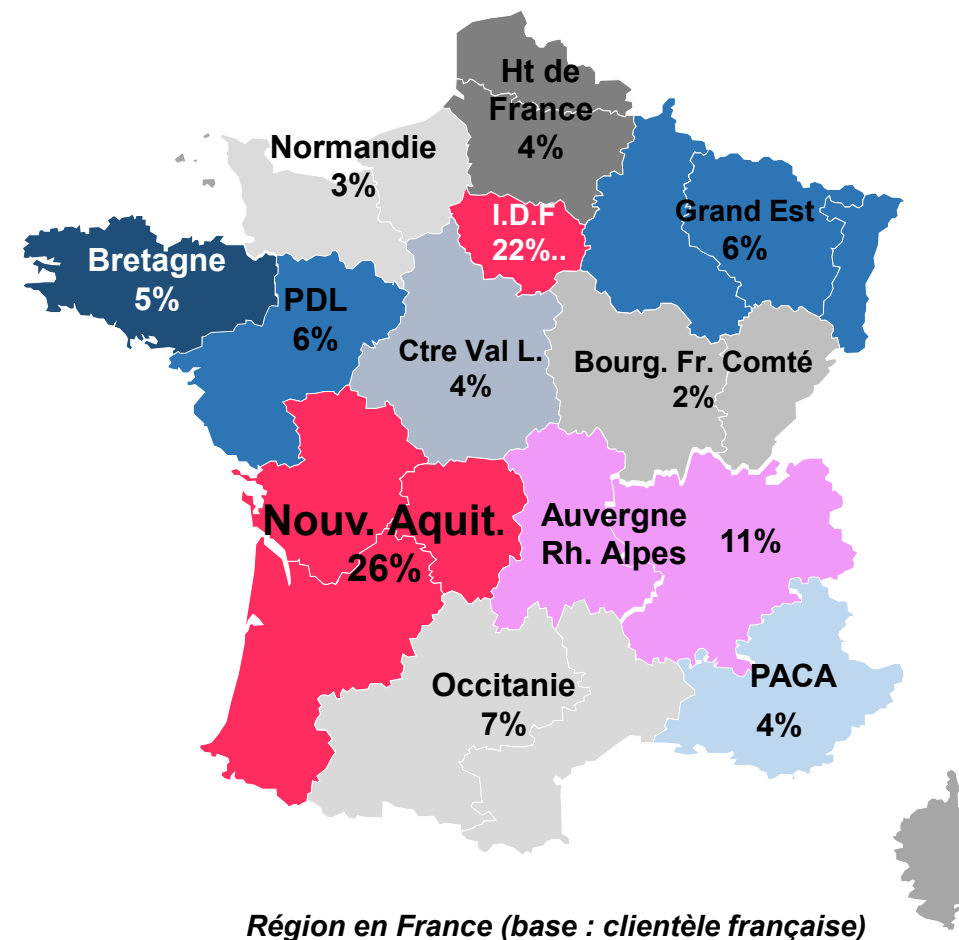 Ht de
France
4%
Normandie
3%
I.D.F
22%..
Grand Est
6%
Bretagne
5%
PDL
6%
Ctre Val L.
4%
Bourg. Fr. Comté
2%
Nouv. Aquit.
26%
Auvergne
Rh. Alpes
11%
Occitanie
7%
PACA
4%
Région en France (base : clientèle française)